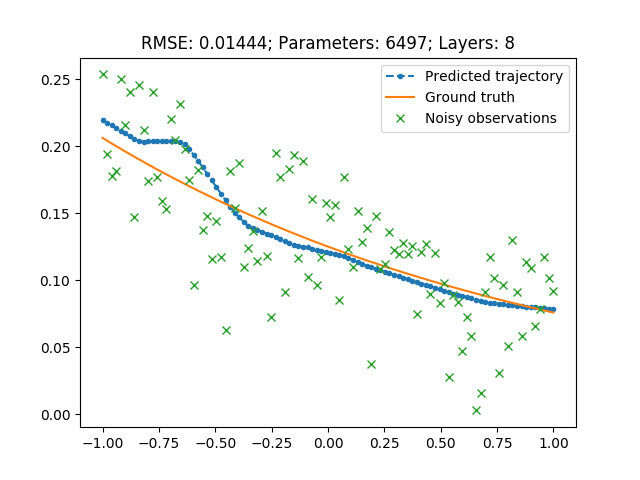 RMSE: 0.01444; Parameters: 6497; Layers: 8
Predicted trajectory
Ground truth
Noisy observations
0.25
0.20
0.15
0.10
0.05
0.00
−1.00 −0.75 −0.50 −0.25 0.00 0.25 0.50 0.75 1.00